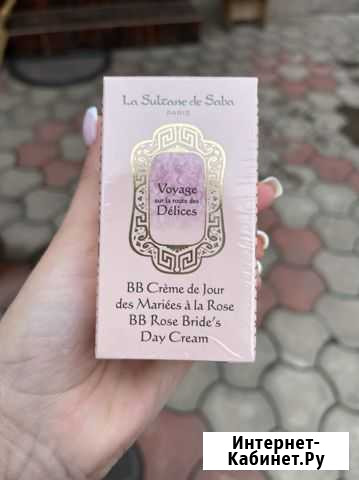 La Sultane de Saba
PARIS
Voyage
sur la route des
Délices
BB Crème de Jour
des Mariées à la Rose
BB Rose Bride's
Day Cream
Интернет-
Кабинет.Ру